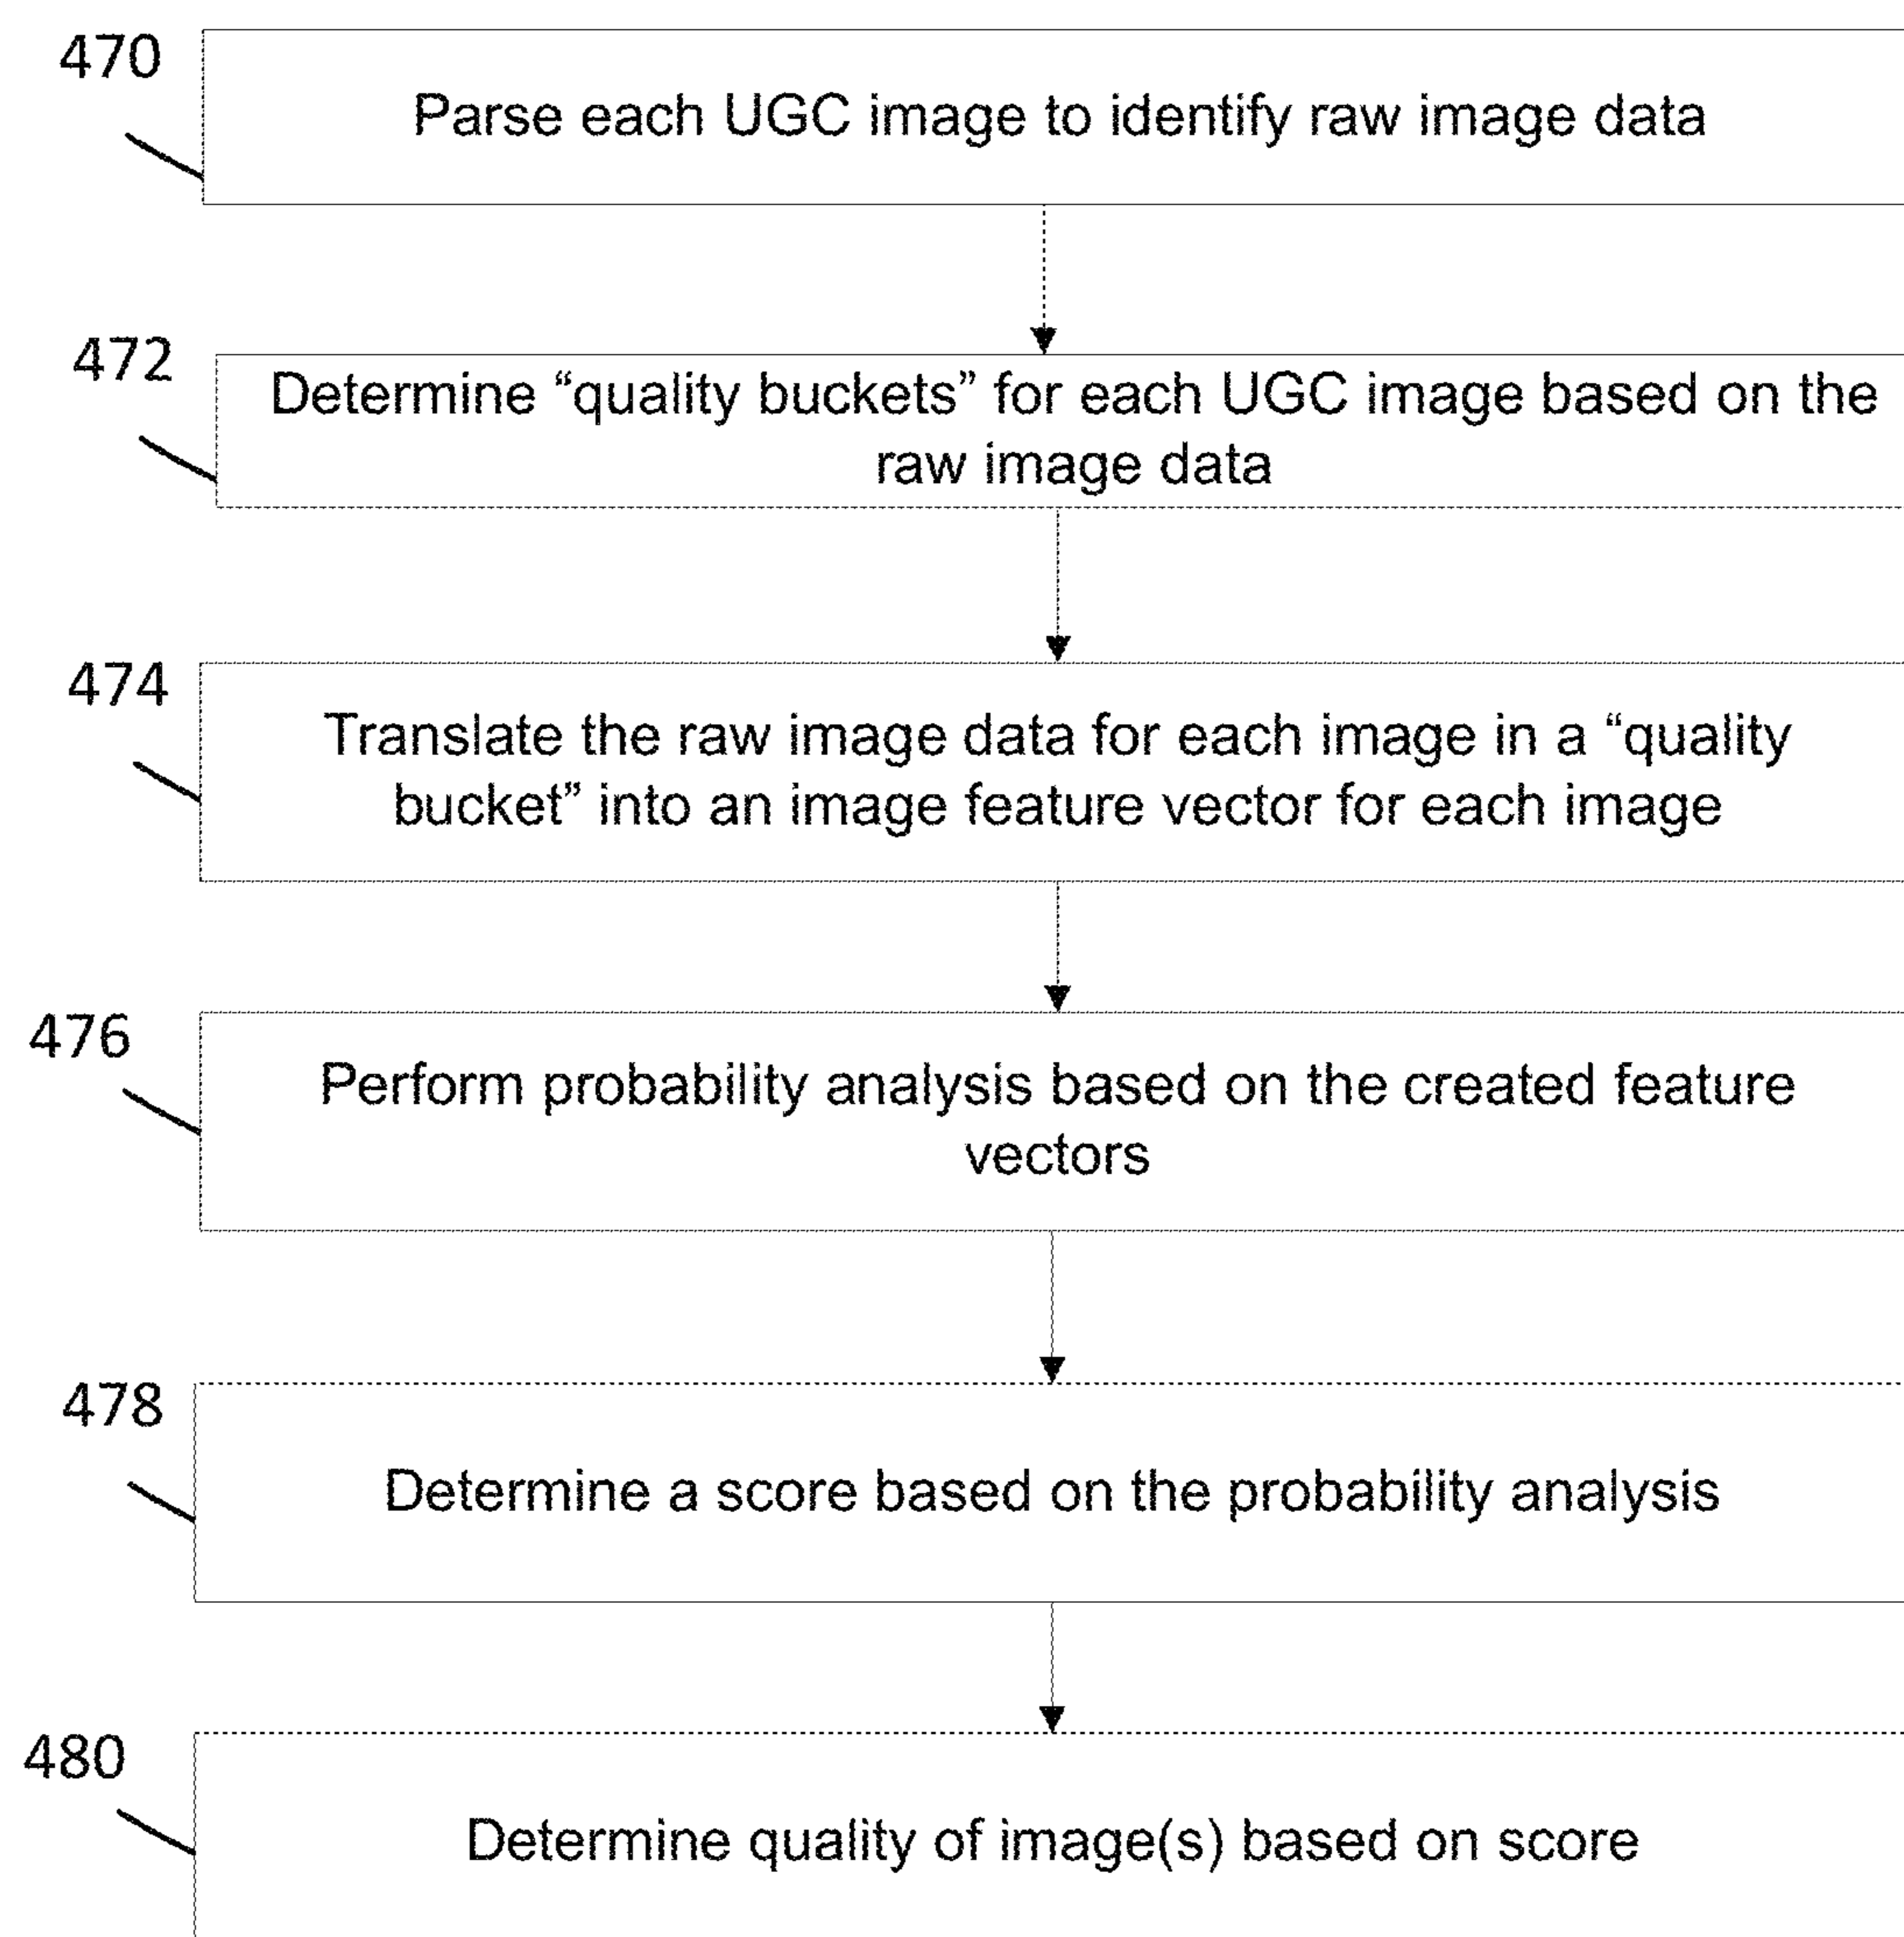 470
Parse each UGC image to identify raw image data
472
Determine “quality buckets” for each UGC image based on the
raw image data
474
Translate the raw image data for each image in a “quality
bucket” into an image feature vector for each image
476
Perform probability analysis based on the created feature
vectors
478
Determine a score based on the probability analysis
480
Determine quality of image(s) based on score